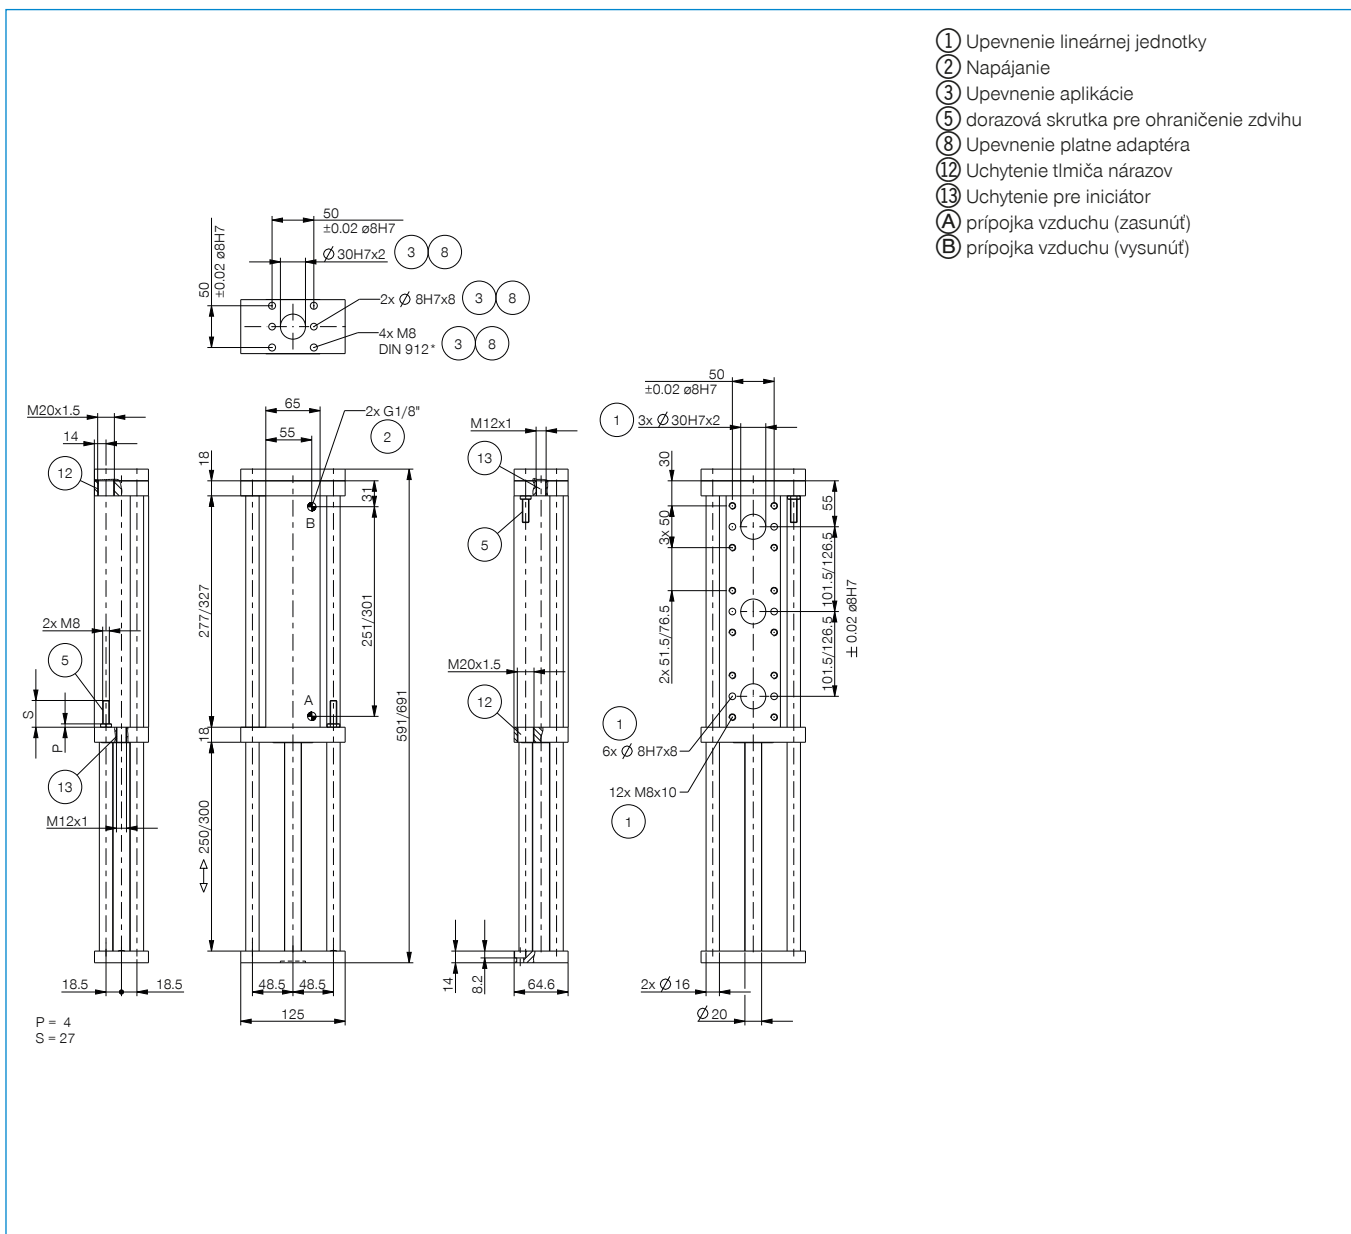 1 Upevnenie lineárnej jednotky
2 Napájanie
3 Upevnenie aplikácie
5 dorazová skrutka pre ohraničenie zdvihu
8 Upevnenie platne adaptéra
12 Uchytenie tlmiča nárazov
13 Uchytenie pre iniciátor
A prípojka vzduchu (zasunúť)
B prípojka vzduchu (vysunúť)
50
±0.02 ø8H7
50
±0.02 ø8H7
Ø 30H7x2 3 8
2x Ø 8H7x8 3 8
4x M8
DIN 912* 3 8
M20x1.5
14
12
2x M8
5
S
P
13
M12x1
18.5 18.5
P = 4
S = 27
65
55
2x G1/8"
2
18
31
B
277/327
251/301
A
18
591/691
250/300
48.5 48.5
125
M12x1
13
5
M20x1.5
12
14
8.2
64.6
50
±0.02 ø8H7
1 3x Ø 30H7x2
30
55
3x 50
101.5/126.5
2x 51.5/76.5
101.5/126.5
± 0.02 ø8H7
1
6x Ø 8H7x8
12x M8x10
1
2x Ø 16
Ø 20